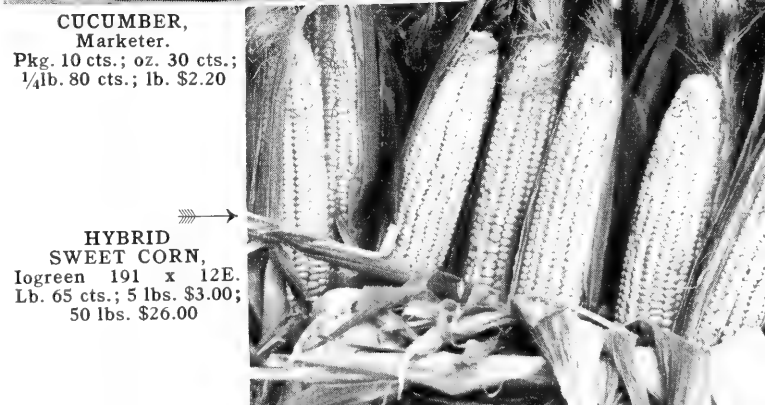 CUCUMBER,
Marketer.
Pkg. 10 cts.; oz. 30 cts.;
¼lb. 80 cts.; lb. $2.20
HYBRID
SWEET CORN,
Iogreen 191 x 12E.
Lb. 65 cts.; 5 lbs. $3.00;
50 lbs. $26.00